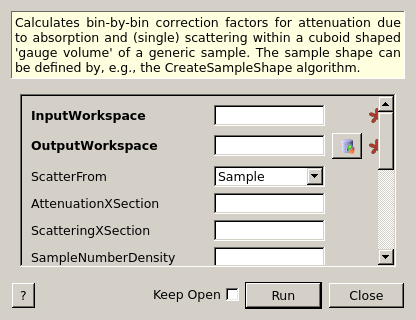 Calculates bin-by-bin correction factors for attenuation due
to absorption and (single) scattering within a cuboid shaped
'gauge volume' of a generic sample. The sample shape can
be defined by, e.g., the CreateSampleShape algorithm.
InputWorkspace
OutputWorkspace
ScatterFrom Sample
AttenuationXSection
ScatteringXSection
SampleNumberDensity
? Keep Open Run Close